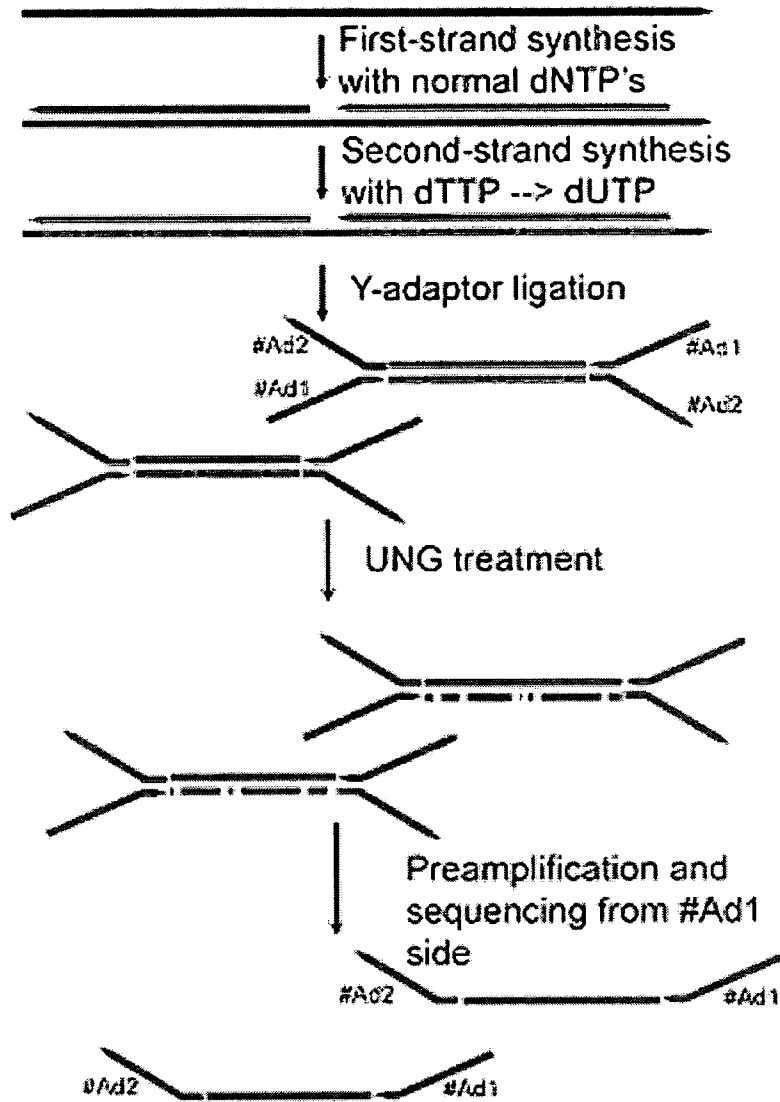 First-strand synthesis
with normal dNTP's
Second-strand synthesis
with dTTP --> dUTP
Y-adaptor ligation
#Ad2
#Ad1
#Ad1
#Ad2
UNG treatment
Preamplification and
sequencing from #Ad1
side
#Ad2
#Ad1
#Ad2
#Ad1